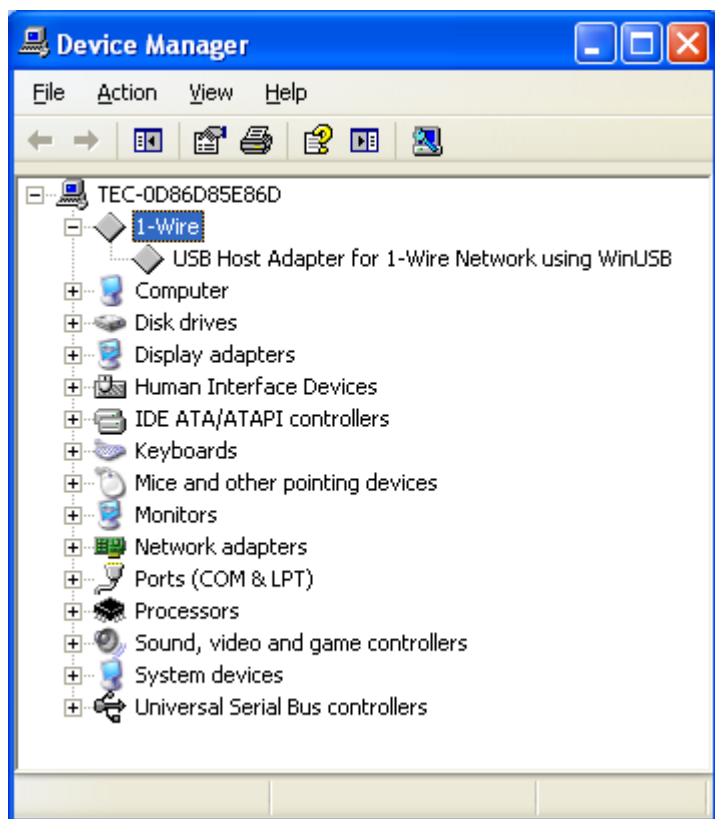 Device Manager
File Action View Help
TEC-0D86D85E86D
1-Wire
USB Host Adapter for 1-Wire Network using WinUSB
Computer
Disk drives
Display adapters
Human Interface Devices
IDE ATA/ATAPI controllers
Keyboards
Mice and other pointing devices
Monitors
Network adapters
Ports (COM & LPT)
Processors
Sound, video and game controllers
System devices
Universal Serial Bus controllers